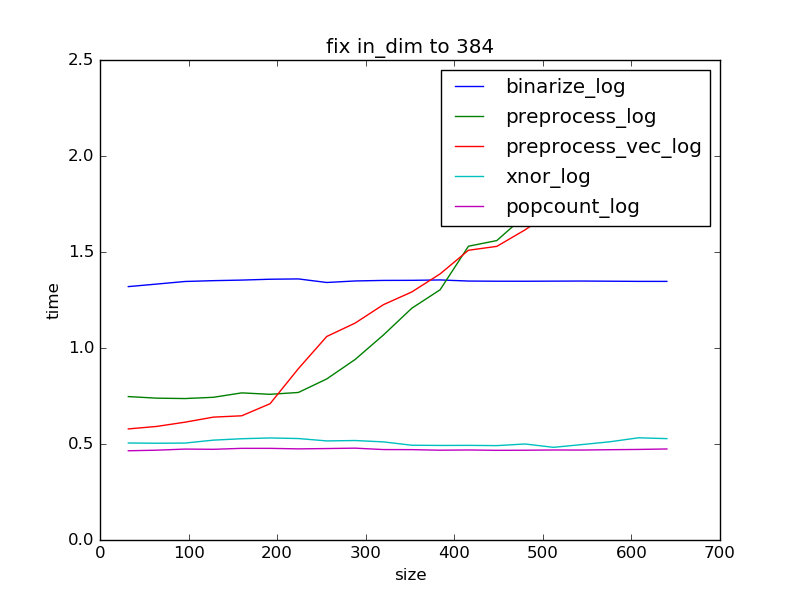 fix in_dim to 384
2.5
2.0
1.5
1.0
0.5
0.0
time
binarize_log
preprocess_log
preprocess_vec_log
xnor_log
popcount_log
0 100 200 300 400 500 600 700
size